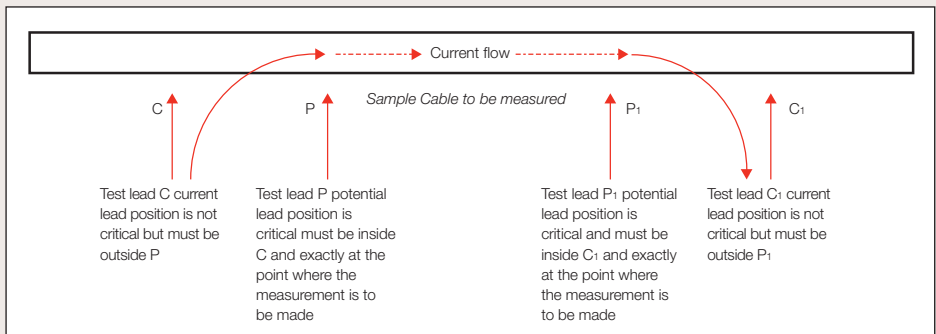 Current flow
Sample Cable to be measured
C
P
P1
C1
Test lead C current
lead position is not
critical but must be
outside P
Test lead P potential
lead position is
critical must be inside
C and exactly at the
point where the
measurement is to
be made
Test lead P1 potential
lead position is
critical and must be
inside C1 and exactly
at the point where
the measurement is
to be made
Test lead C1 current
lead position is not
critical but must be
outside P1